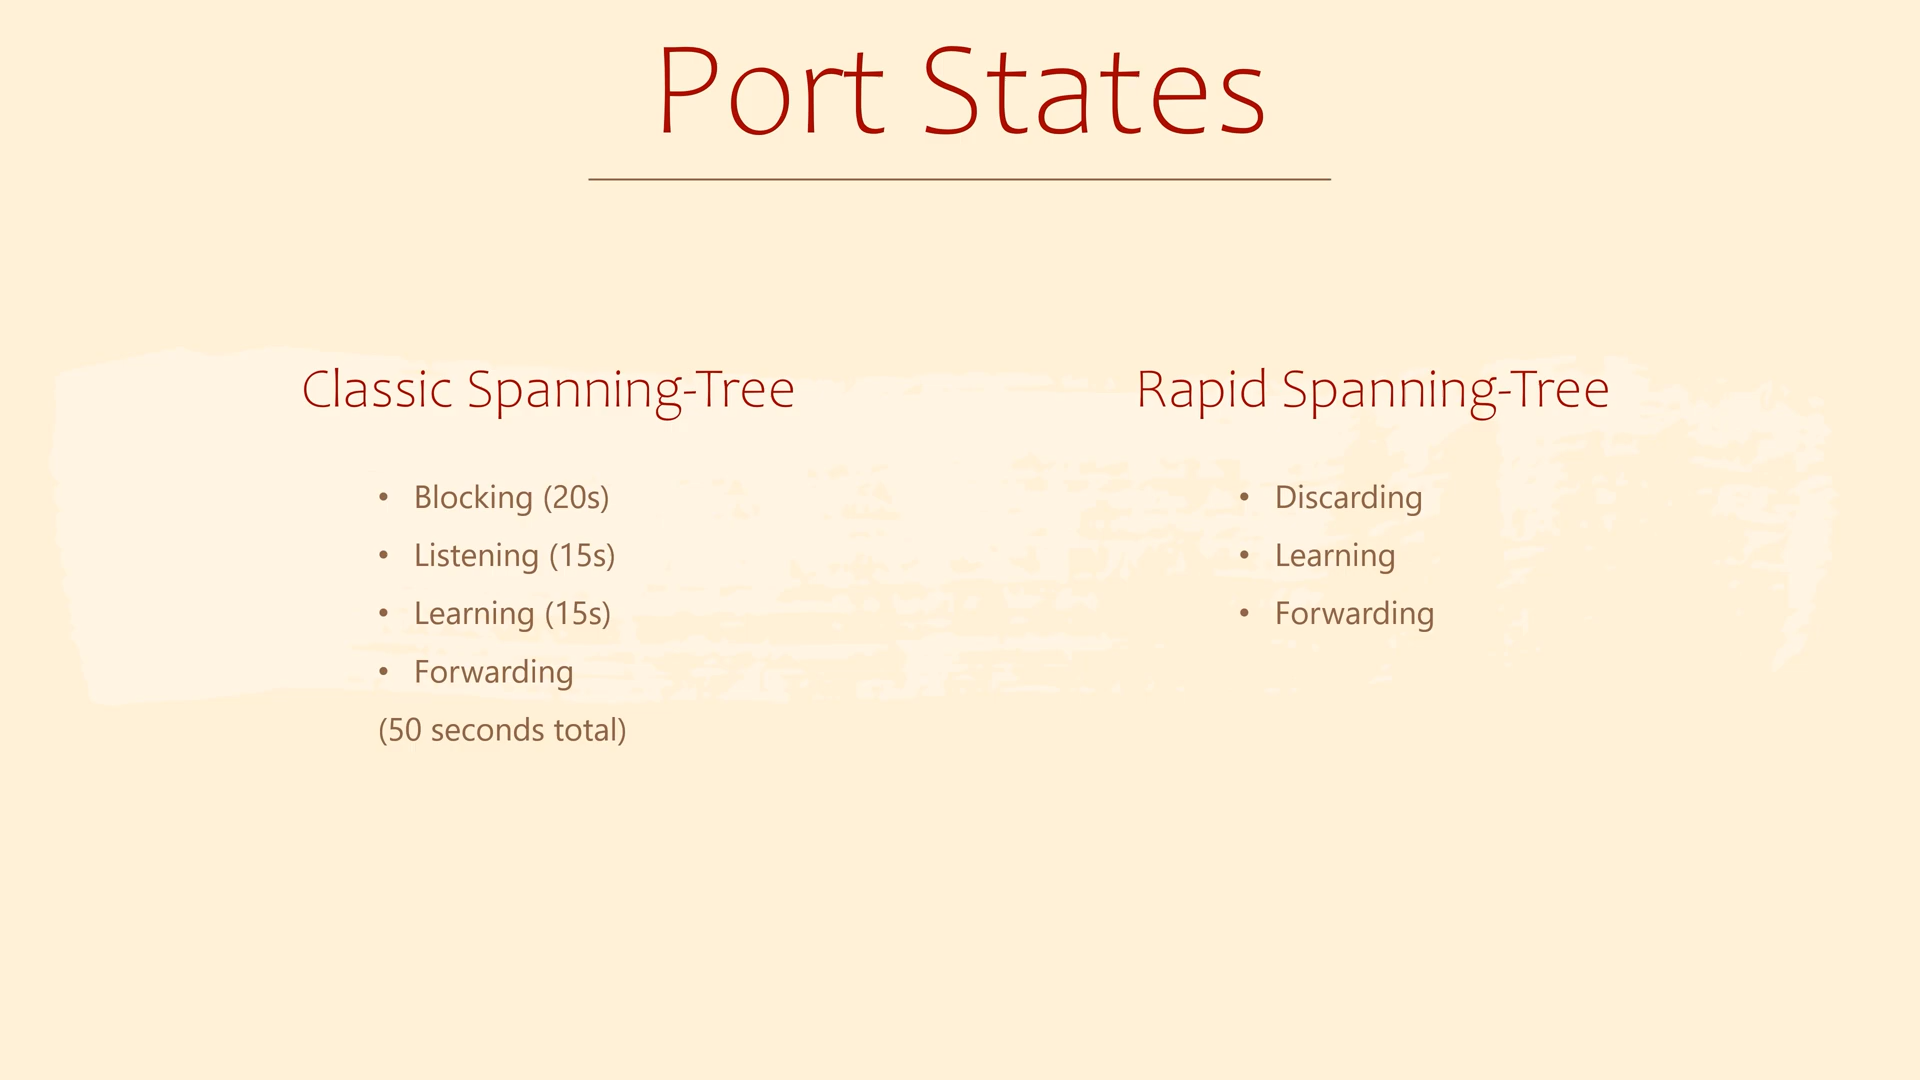 Port States
Classic Spanning-Tree
• Blocking (20s)
• Listening (15s)
• Learning (15s)
• Forwarding
(50 seconds total)
Rapid Spanning-Tree
• Discarding
• Learning
• Forwarding